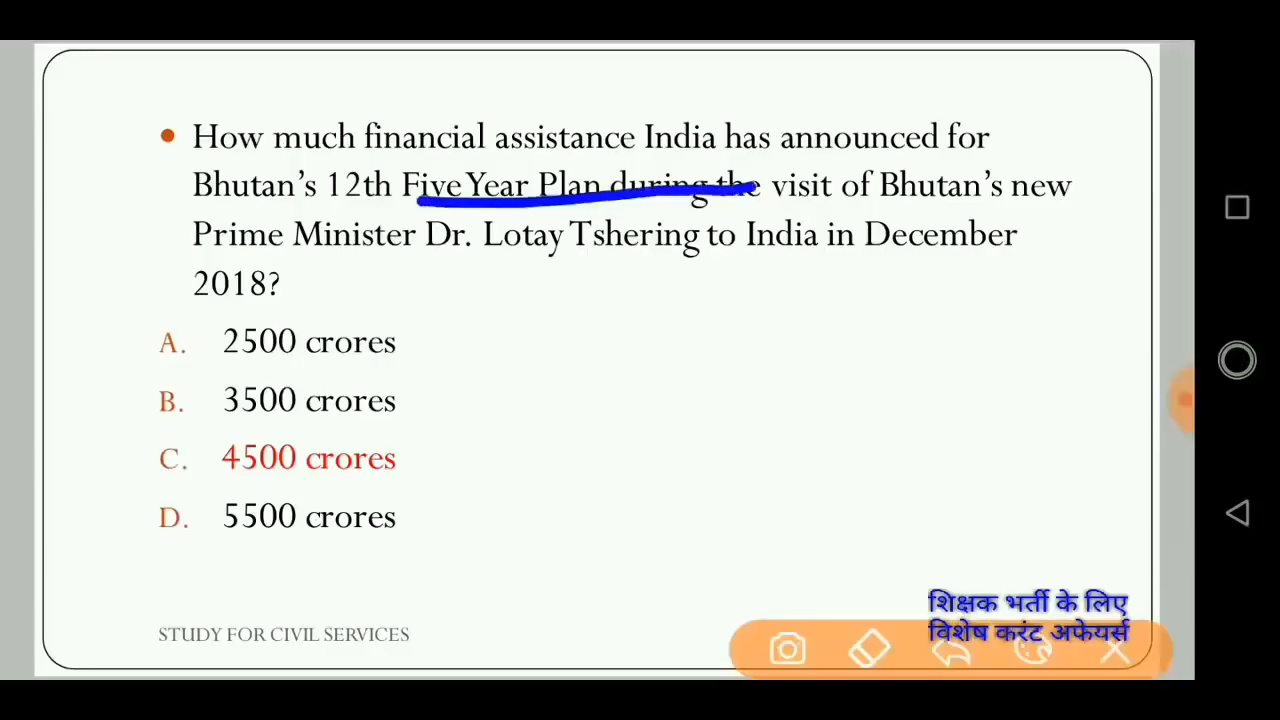 How much financial assistance India has announced for
Bhutan's 12th Five Year Plan during the visit of Bhutan's new
Prime Minister Dr. Lotay Tshering to India in December
2018?
A. 2500 crores
B. 3500 crores
C. 4500 crores
D. 5500 crores
शिक्षक भर्ती के लिए
विशेष करंट अफेयर्स
STUDY FOR CIVIL SERVICES